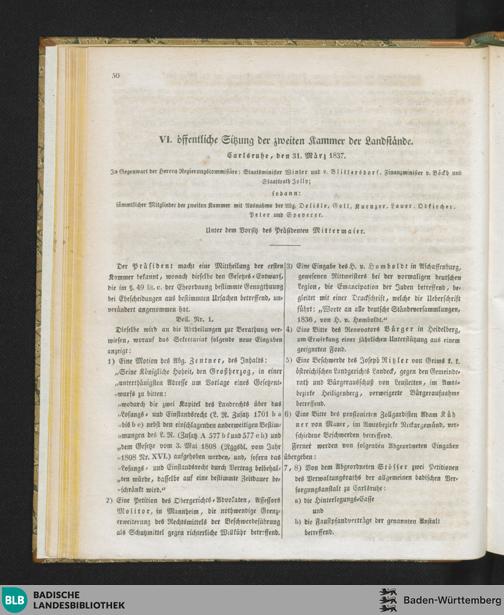 50
VI. öffentliche Sitzung der zweiten Kammer der Landstände.
Carlsruhe, den 31. März 1837.
In Gegenwart der Herren Regierungscommissäre: Staatsminister Winter und v. Blittersdorf, Finanzminister v. Böckh und
Staatsrath Jolly;
sodann:
sämmtlicher Mitglieder der zweiten Kammer mit Ausnahme der Abg. Delisle, Goll, Kuenzer, Lauer, Obkircher,
Peter und Speyerer.
Unter dem Vorsitz des Präsidenten Mittermaier.
Der Präsident macht eine Mittheilung der ersten
Kammer bekannt, wonach dieselbe den Gesetzes-Entwurf,
die im §. 49 lit. c. der Eheordnung bestimmte Genugthuung
bei Ehescheidungen aus bestimmten Ursachen betreffend, un-
verändert angenommen hat.
Beil. Nr. 1.
Dieselbe wird an die Abtheilungen zur Berathung ver-
wiesen, worauf das Sekretariat folgende neue Eingaben
anzeigt:
1) Eine Motion des Abg. Zentner, des Inhalts:
„Seine Königliche Hoheit, den Großherzog, in einer
unterthänigsten Adresse um Vorlage eines Gesetzent-
wurfs zu bitten:
„wodurch die zwei Kapitel des Landrechts über das
„Losungs- und Einstandsrecht (L. R. Zusatz 1701 b a
„bis b e) nebst den einschlagenden anderweitigen Bestim-
„mungen des L. R. (Zusatz A 577 b f und 577 e b) und
„dem Gesetze vom 3. Mai 1808 (Rggsbl. vom Jahr
„1808 Nr. XVI.) aufgehoben werden, und, sofern das
„Losungs- und Einstandsrecht durch Vertrag beibehal-
„ten würde, dasselbe auf eine bestimmte Zeitdauer be-
„schränkt wird.“
2) Eine Petition des Obergerichts-Advokaten, Assessors
Molitor, in Mannheim, die nothwendige Grenz-
erweiterung des Rechtsmittels der Beschwerdeführung
als Schutzmittel gegen richterliche Willkühr betreffend.
3) Eine Eingabe des H. v. Humboldt in Aschaffenburg,
gewesenen Rittmeisters bei der vormaligen deutschen
Legion, die Emancipation der Juden betreffend, be-
gleitet mit einer Druckschrift, welche die Ueberschrift
führt: „Worte an alle deutsche Ständeversammlungen,
1836, von H. v. Humboldt.“
4) Eine Bitte des Renovators Bürger in Heidelberg,
um Erwirkung einer jährlichen Unterstützung aus einem
geeigneten Fond.
5) Eine Beschwerde des Joseph Ritzler von Grims k. k.
östreichischen Landgerichts Landeck, gegen den Gemeinde-
rath und Bürgerausschuß von Leustetten, im Amts-
bezirke Heiligenberg, verweigerte Bürgeraufnahme
betreffend.
6) Eine Bitte des pensionirten Zollgardisten Adam Küh-
ner von Mauer, im Amtsbezirke Neckargemünd, ver-
schiedene Beschwerden betreffend.
Ferner werden von folgenden Abgeordneten Eingaben
übergeben:
7, 8) Von dem Abgeordneten Stösser zwei Petitionen
des Verwaltungsraths der allgemeinen badischen Ver-
sorgungsanstalt zu Carlsruhe:
a) die Hinterlegungs-Casse
und
b) die Faustpfandverträge der genannten Anstalt
betreffend.
BLB BADISCHE
LANDESBIBLIOTHEK
Baden-Württemberg